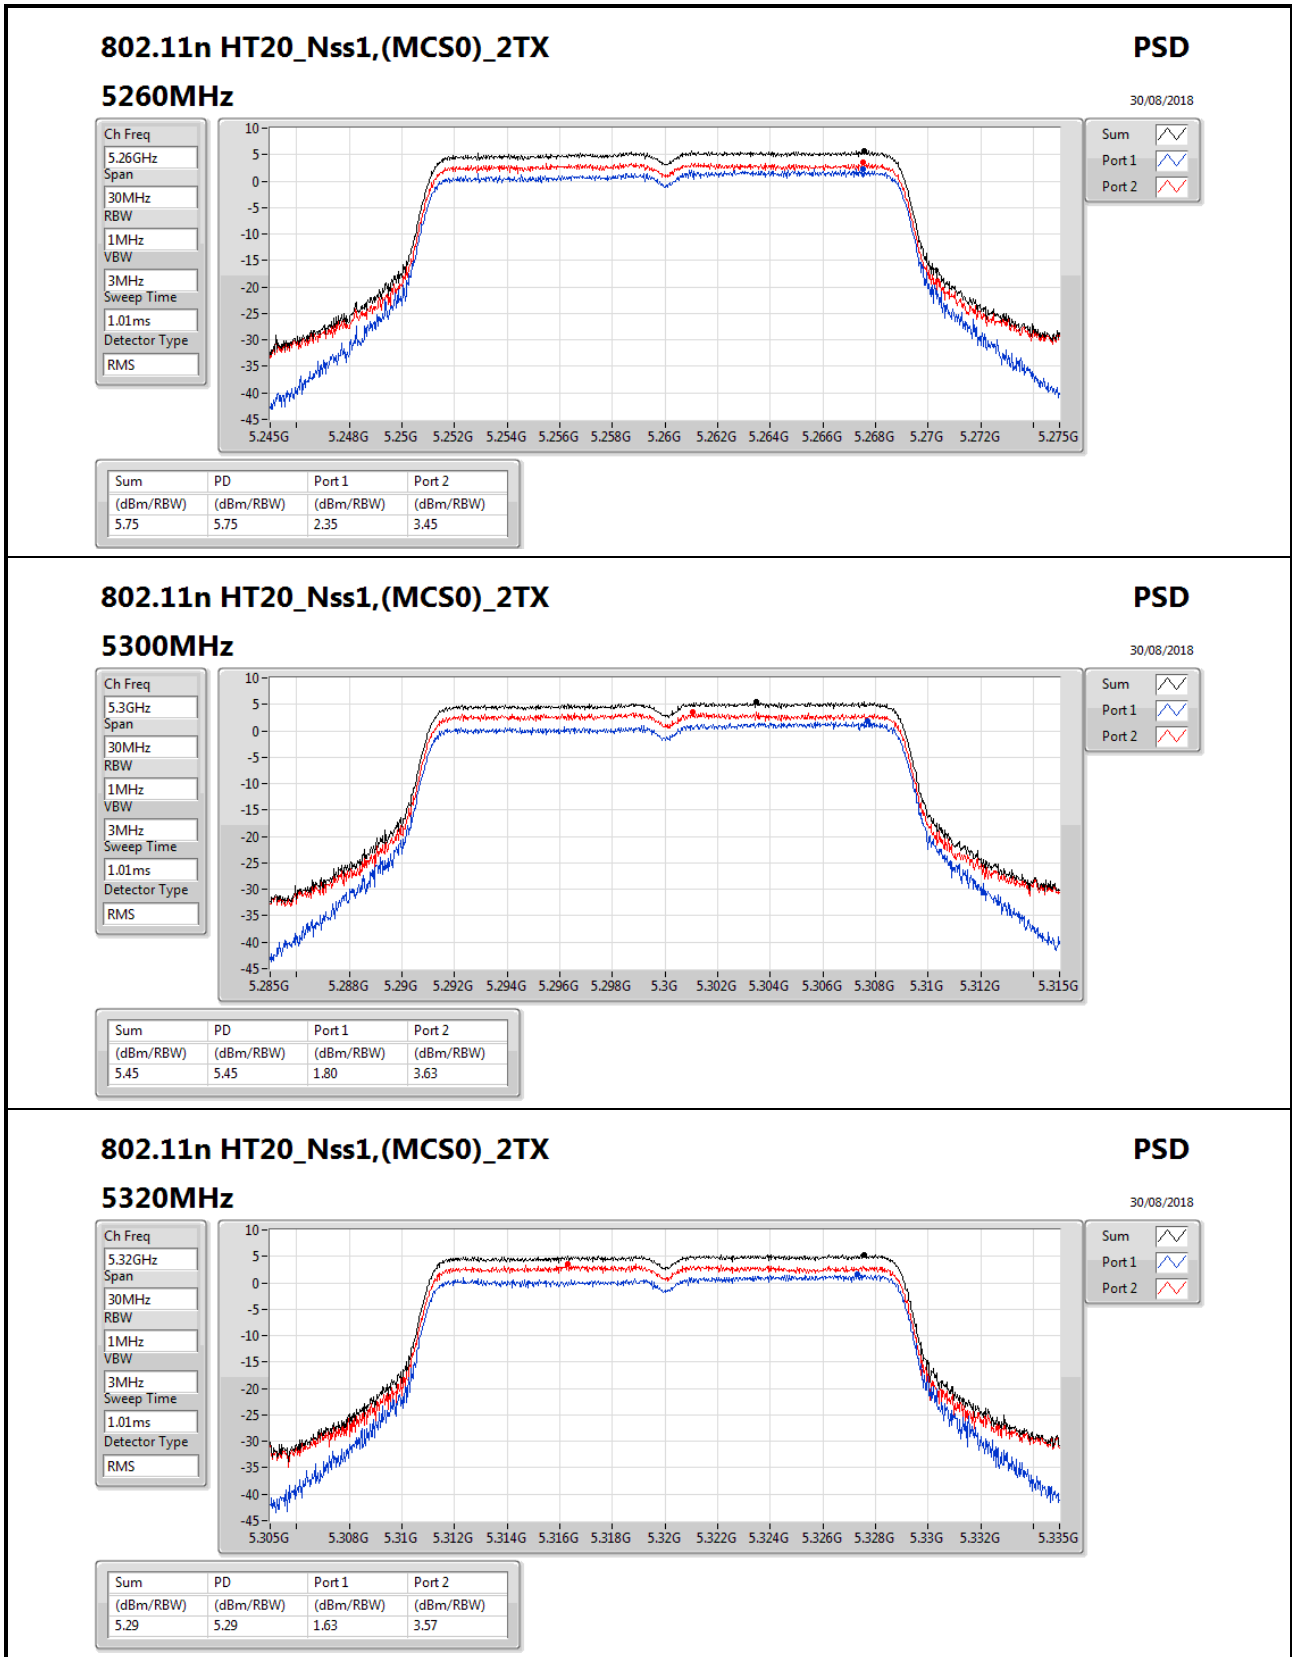 802.11n HT20_Nss1,(MCS0)_2TX PSD
5260MHz 30/08/2018
Ch Freq
5.26GHz
Span
30MHz
RBW
1MHz
VBW
3MHz
Sweep Time
1.01ms
Detector Type
RMS
10
5
0
-5
-10
-15
-20
-25
-30
-35
-40
-45
5.245G 5.248G 5.25G 5.252G 5.254G 5.256G 5.258G 5.26G 5.262G 5.264G 5.266G 5.268G 5.27G 5.272G 5.275G
Sum
Port 1
Port 2
Sum PD Port 1 Port 2
(dBm/RBW) (dBm/RBW) (dBm/RBW) (dBm/RBW)
5.75 5.75 2.35 3.45
802.11n HT20_Nss1,(MCS0)_2TX PSD
5300MHz 30/08/2018
Ch Freq
5.3GHz
Span
30MHz
RBW
1MHz
VBW
3MHz
Sweep Time
1.01ms
Detector Type
RMS
10
5
0
-5
-10
-15
-20
-25
-30
-35
-40
-45
5.285G 5.288G 5.29G 5.292G 5.294G 5.296G 5.298G 5.3G 5.302G 5.304G 5.306G 5.308G 5.31G 5.312G 5.315G
Sum
Port 1
Port 2
Sum PD Port 1 Port 2
(dBm/RBW) (dBm/RBW) (dBm/RBW) (dBm/RBW)
5.45 5.45 1.80 3.63
802.11n HT20_Nss1,(MCS0)_2TX PSD
5320MHz 30/08/2018
Ch Freq
5.32GHz
Span
30MHz
RBW
1MHz
VBW
3MHz
Sweep Time
1.01ms
Detector Type
RMS
10
5
0
-5
-10
-15
-20
-25
-30
-35
-40
-45
5.305G 5.308G 5.31G 5.312G 5.314G 5.316G 5.318G 5.32G 5.322G 5.324G 5.326G 5.328G 5.33G 5.332G 5.335G
Sum
Port 1
Port 2
Sum PD Port 1 Port 2
(dBm/RBW) (dBm/RBW) (dBm/RBW) (dBm/RBW)
5.29 5.29 1.63 3.57